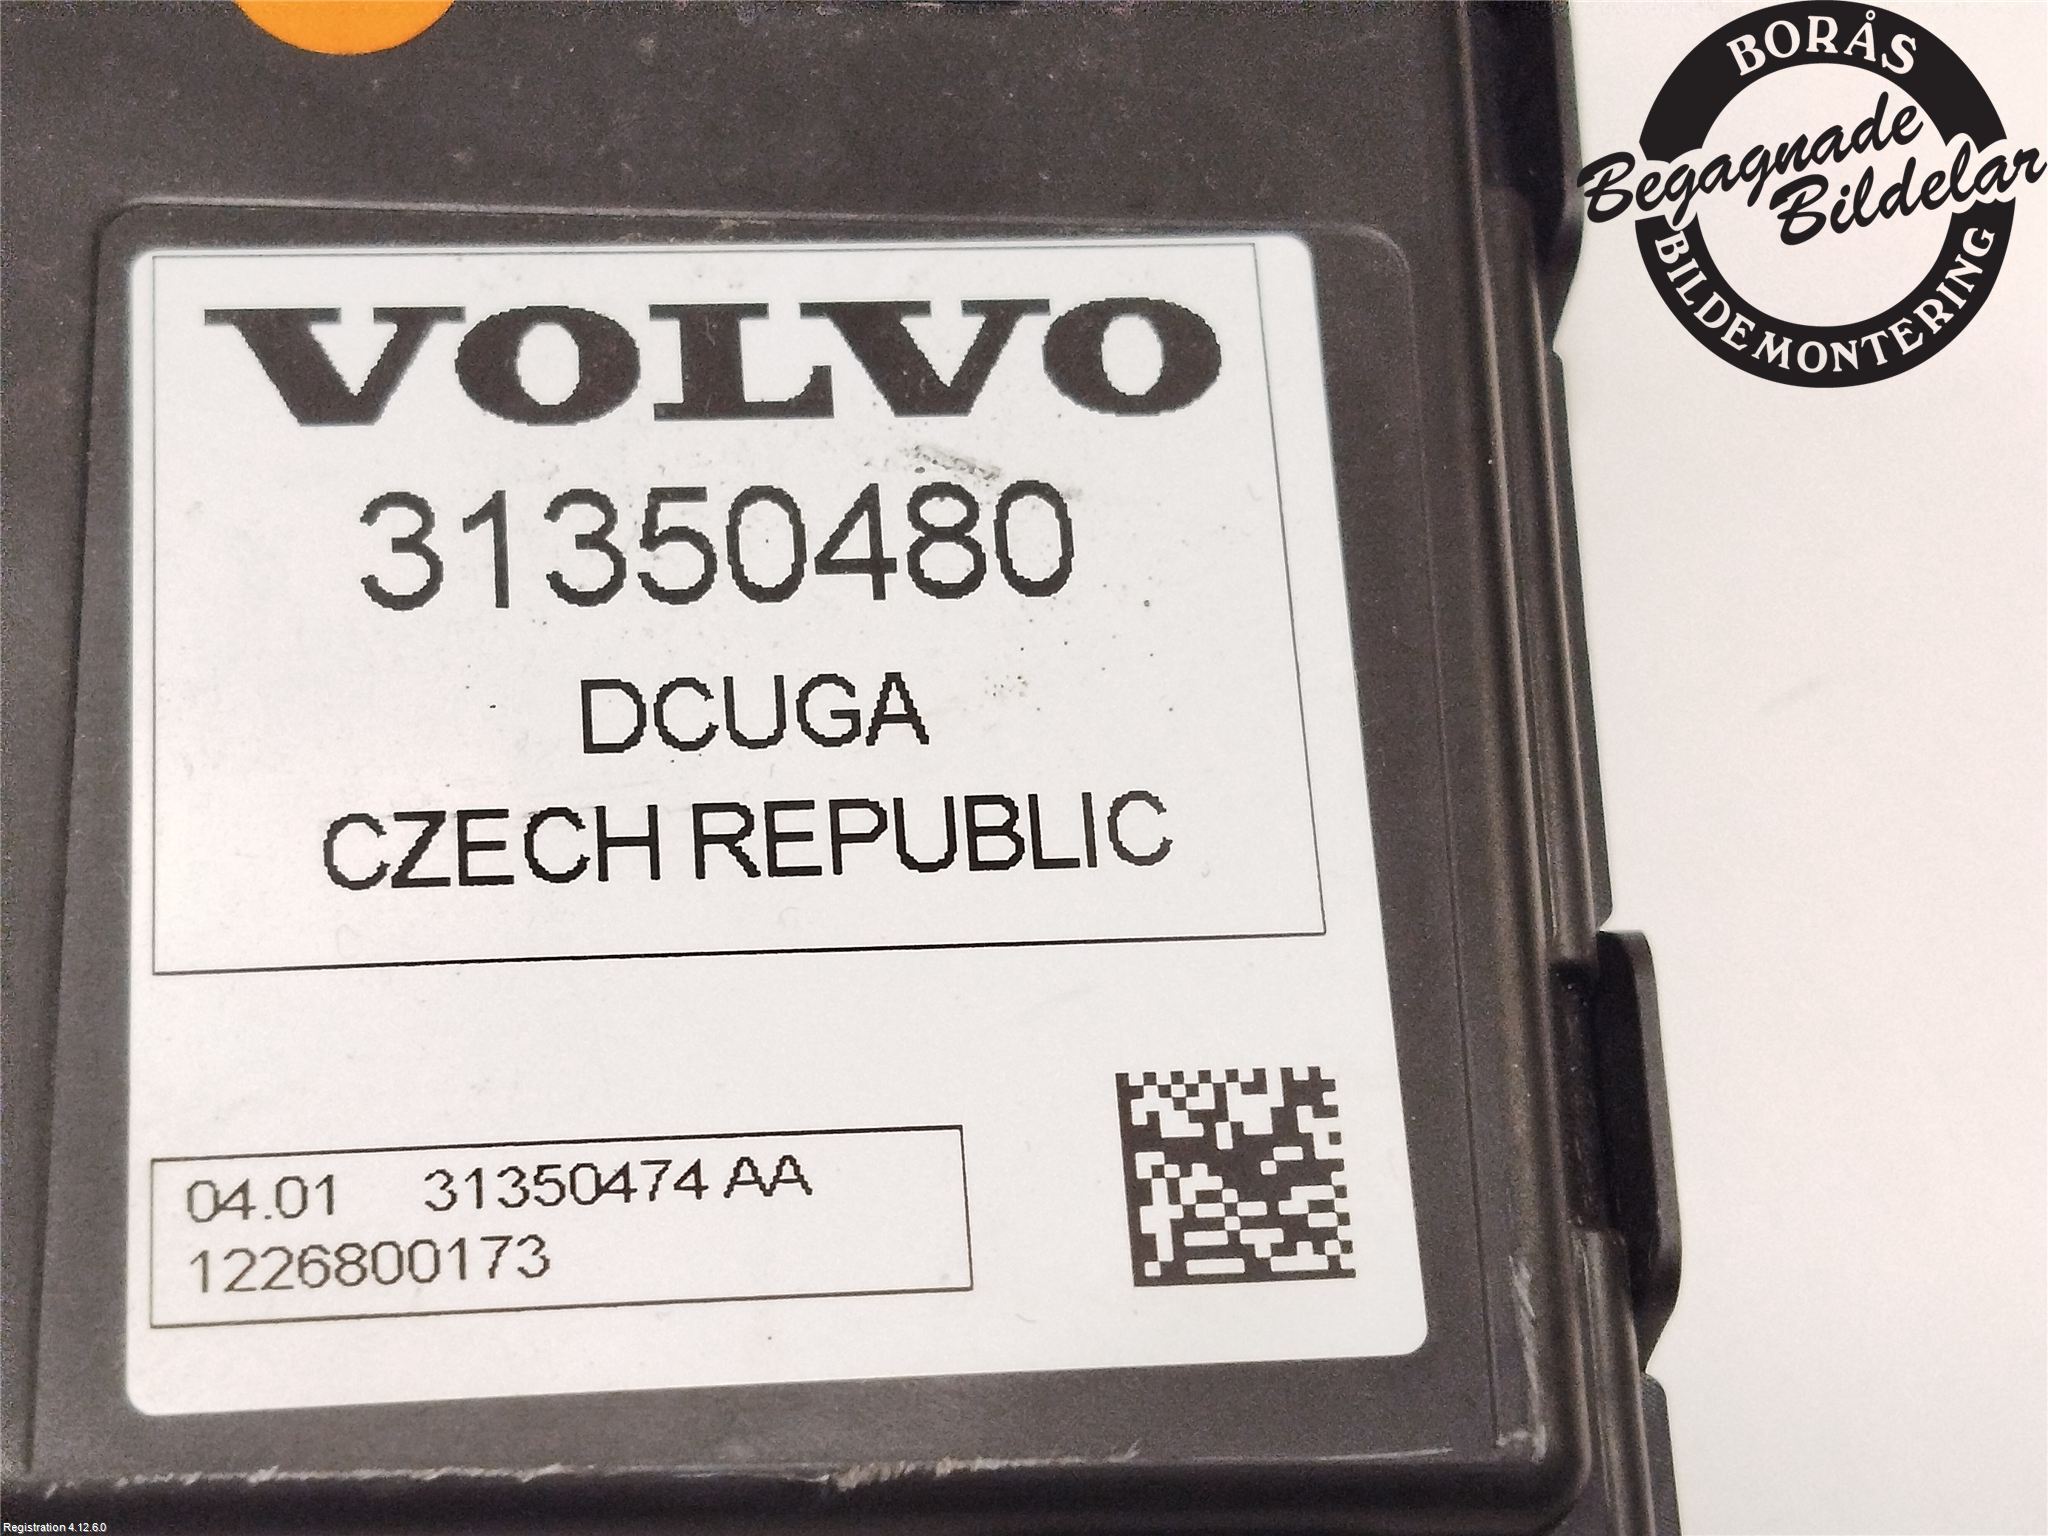 BORÅS
Begagnade
Bildelar
BILDEMONTERING
VOLVO
31350480
DCUGA
CZECH REPUBLIC
04.01 31350474 AA
1226800173
Registration 4.12.6.0